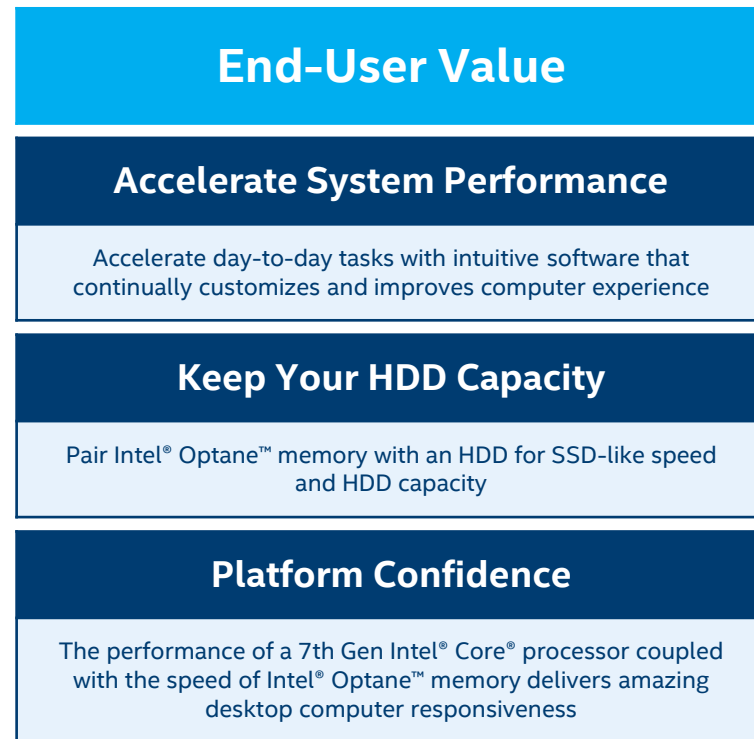 End-User Value
Accelerate System Performance
Accelerate day-to-day tasks with intuitive software that
continually customizes and improves computer experience
Keep Your HDD Capacity
Pair Intel® Optane™ memory with an HDD for SSD-like speed
and HDD capacity
Platform Confidence
The performance of a 7th Gen Intel® Core® processor coupled
with the speed of Intel® Optane™ memory delivers amazing
desktop computer responsiveness